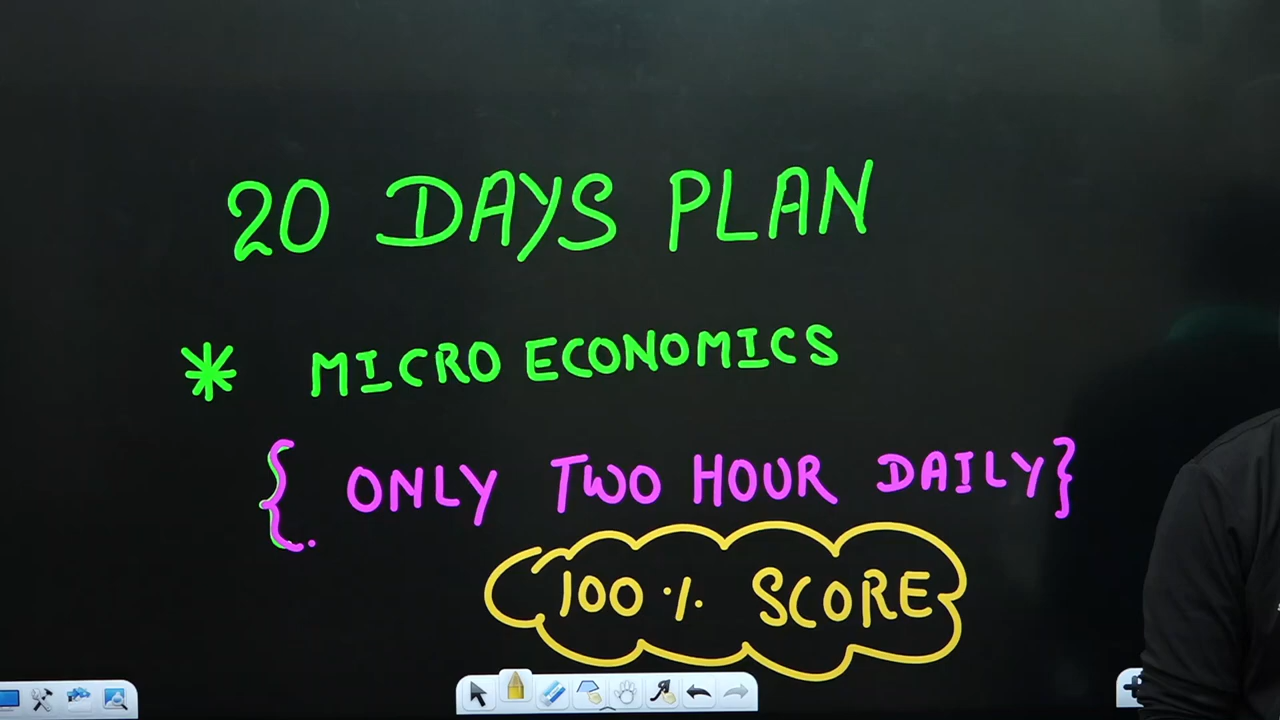 20 DAYS PLAN
* MICRO ECONOMICS
{ ONLY TWO HOUR DAILY}
100 % SCORE